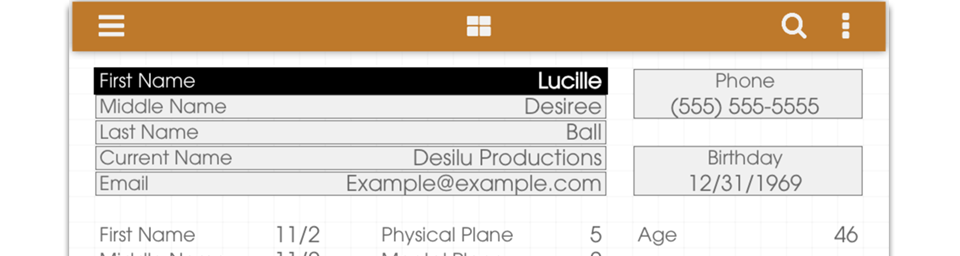 First Name Lucille
Middle Name Desiree
Last Name Ball
Current Name Desilu Productions
Email Example@example.com
Phone
(555) 555-5555
Birthday
12/31/1969
First Name 11/2 Physical Plane 5 Age 46